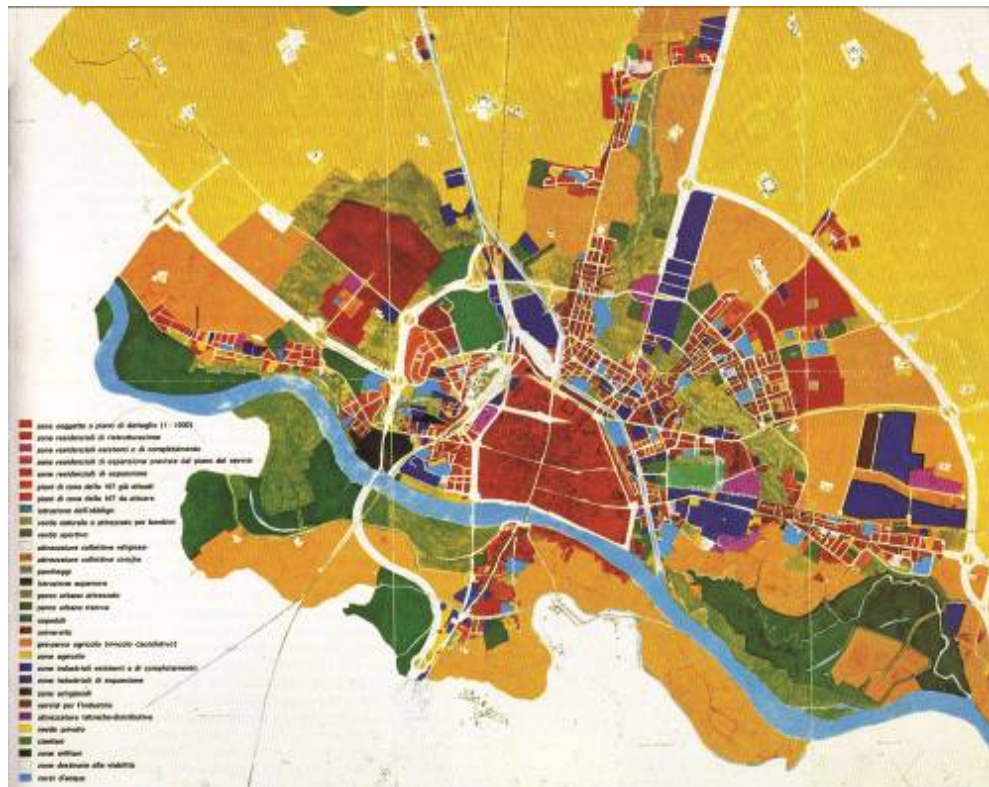 zone soggette a piani di dettaglio (1 : 1000)
zone residenziali di ristrutturazione
zone residenziali esistenti e di completamento
zone residenziali di espansione previste dal piano dei servizi
zone residenziali di espansione
piani di zona della 167 già attuati
piani di zona della 167 da attuare
istruzione dell'obbligo
verde naturale o attrezzato per bambini
verde sportivo
attrezzature collettive religiose
attrezzature collettive civiche
parcheggi
istruzione superiore
parco urbano attrezzato
parco urbano riserva
ospedali
università
agricolo
zone agricole
zone industriali esistenti e di completamento
zone industriali di espansione
zone artigianali
servizi per l'industria
attrezzature
verde privato
cimiteri
zone militari
zone destinate alla viabilità
corsi d'acqua